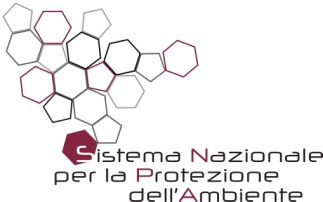 Sistema Nazionale
per la Protezione
dell'Ambiente